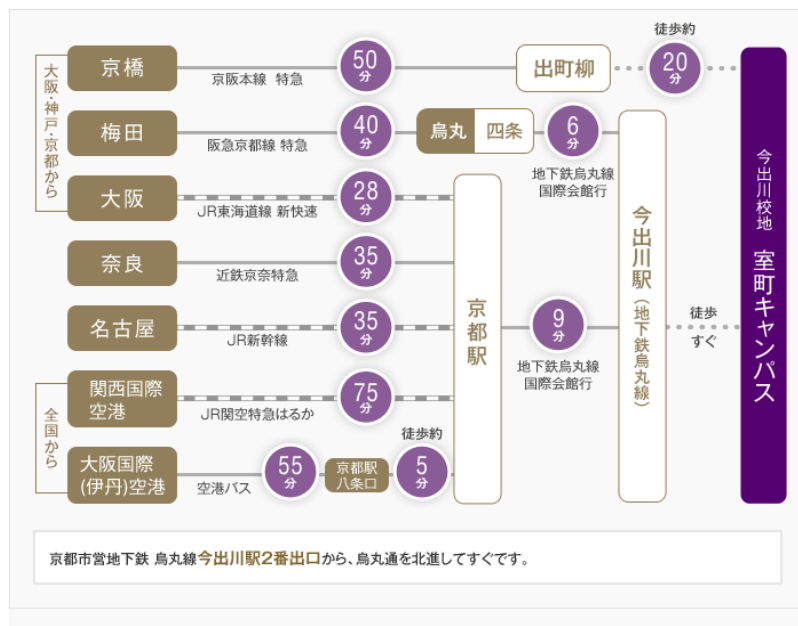 大阪・神戸・京都から
京橋
京阪本線 特急
50分
出町柳
徒歩約
20分
梅田
阪急京都線 特急
40分
烏丸 四条
6分
地下鉄烏丸線
国際会館行
大阪
JR東海道線 新快速
28分
奈良
近鉄京奈特急
35分
名古屋
JR新幹線
35分
全国から
関西国際
空港
JR関空特急はるか
75分
大阪国際
(伊丹)空港
空港バス
55分
京都駅
八条口
徒歩約
5分
京都駅
9分
地下鉄烏丸線
国際会館行
今出川駅(地下鉄烏丸線)
徒歩
すぐ
今出川校地 室町キャンパス
京都市営地下鉄 烏丸線今出川駅2番出口から、烏丸通を北進してすぐです。